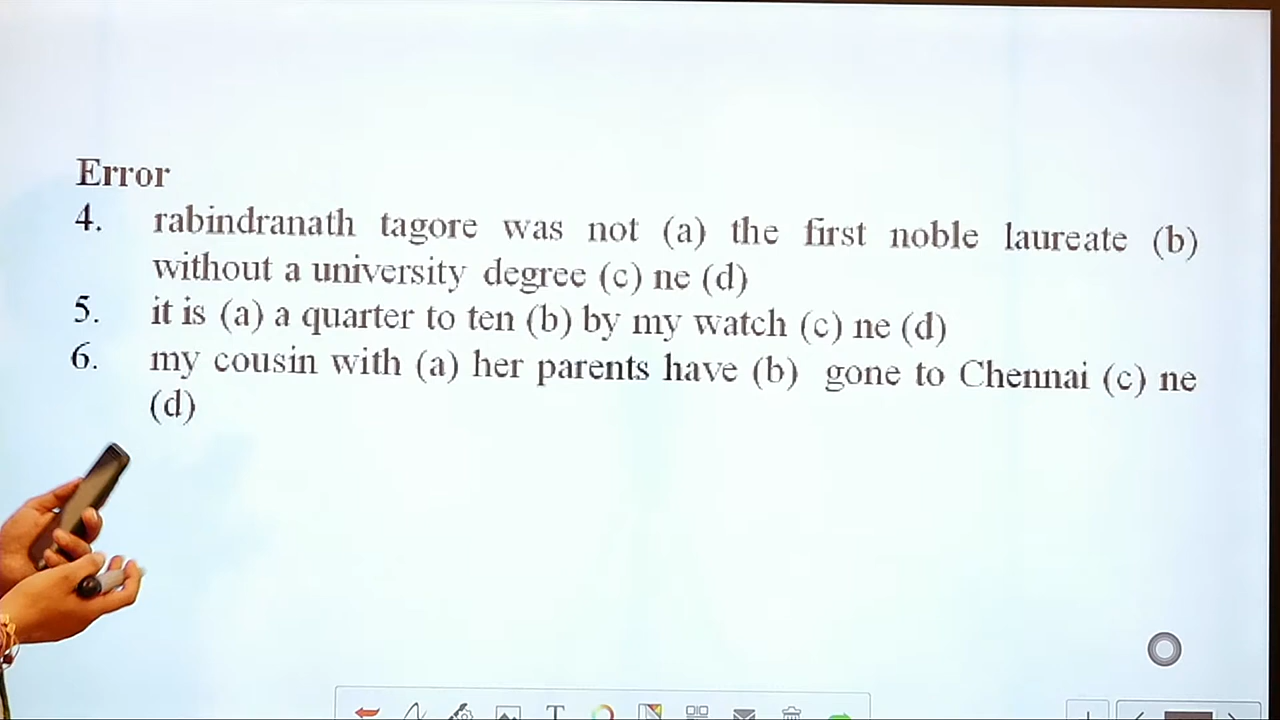 Error
4. rabindranath tagore was not (a) the first noble laureate (b)
without a university degree (c) ne (d)
5. it is (a) a quarter to ten (b) by my watch (c) ne (d)
6. my cousin with (a) her parents have (b) gone to Chennai (c) ne
(d)